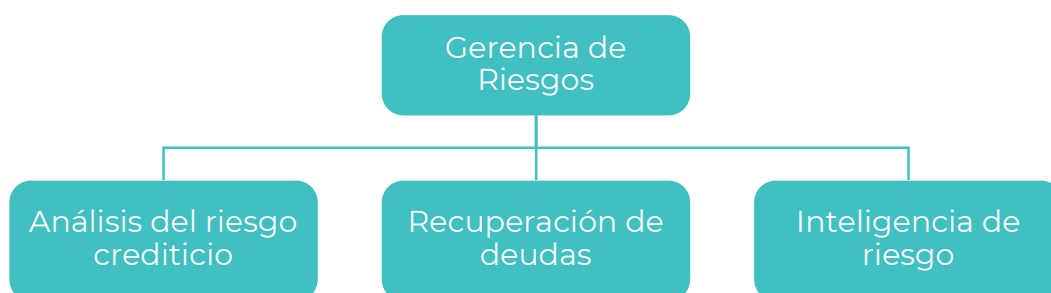 Gerencia de
Riesgos
Análisis del riesgo
crediticio
Recuperación de
deudas
Inteligencia de
riesgo